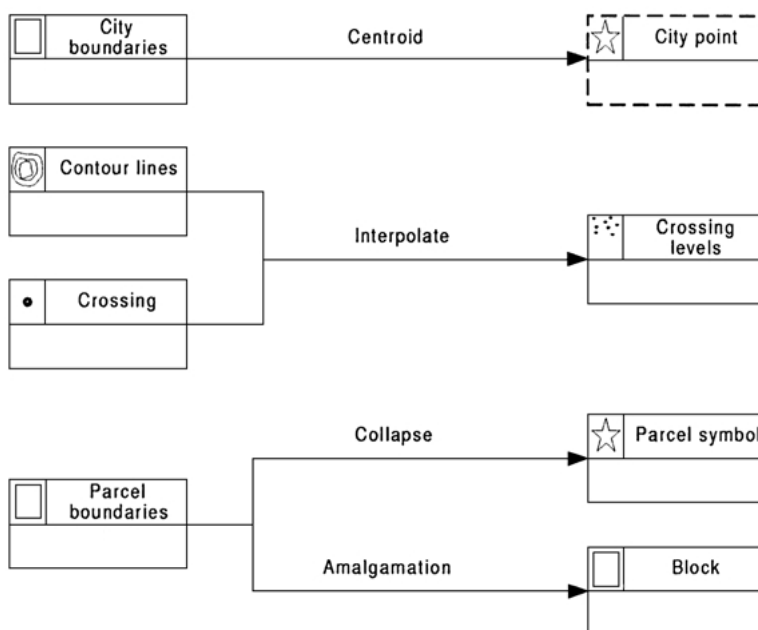 City
boundaries
Centroid
City point
Contour lines
Interpolate
Crossing
levels
Crossing
Collapse
Parcel symbol
Parcel
boundaries
Amalgamation
Block